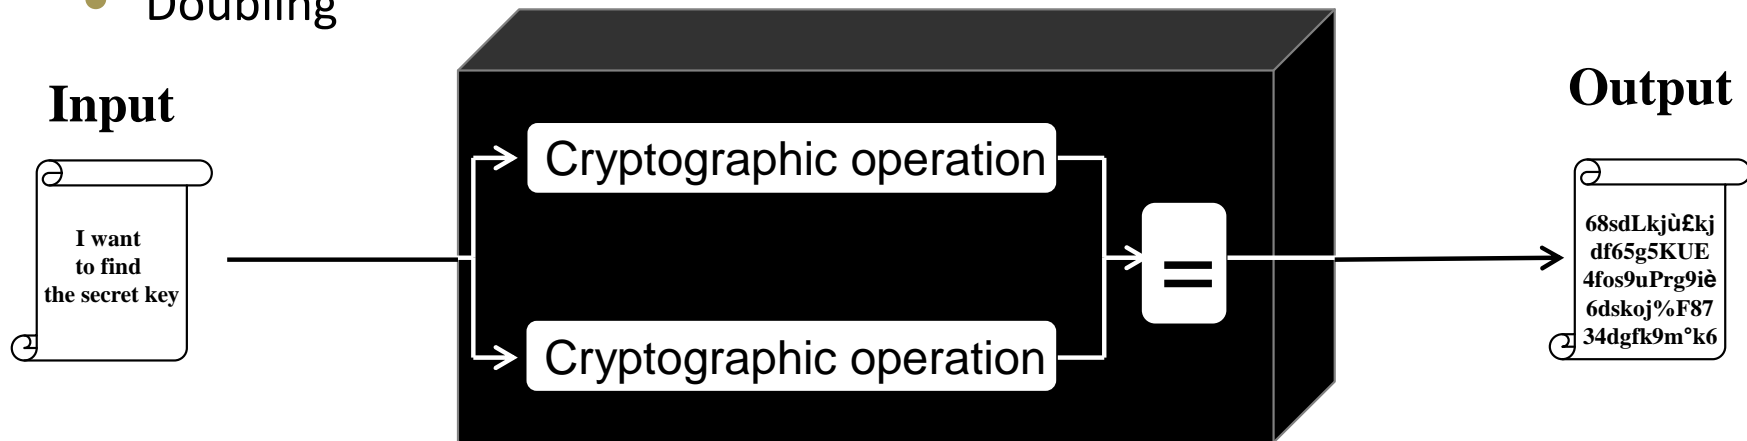 Doubling
Input
Output
I want
to find
the secret key
Cryptographic operation
=
Cryptographic operation
68sdLkjù£kj
df65g5KUE
4fos9uPrg9iè
6dskoj%F87
34dgfk9m°k6